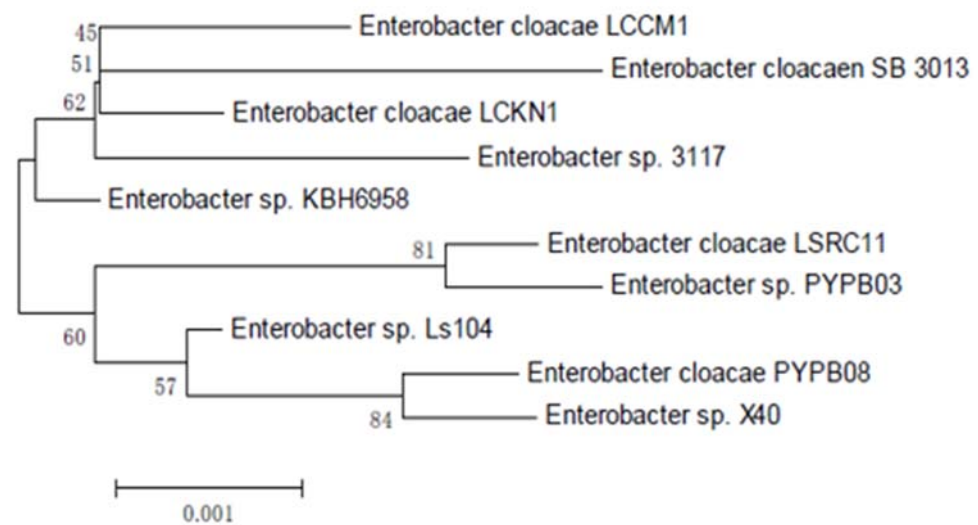 45
Enterobacter cloacae LCCM1
51
Enterobacter cloacaen SB 3013
62
Enterobacter cloacae LCKN1
Enterobacter sp. 3117
Enterobacter sp. KBH6958
81
Enterobacter cloacae LSRC11
Enterobacter sp. PYPB03
60
Enterobacter sp. Ls104
57
Enterobacter cloacae PYPB08
84
Enterobacter sp. X40
0.001